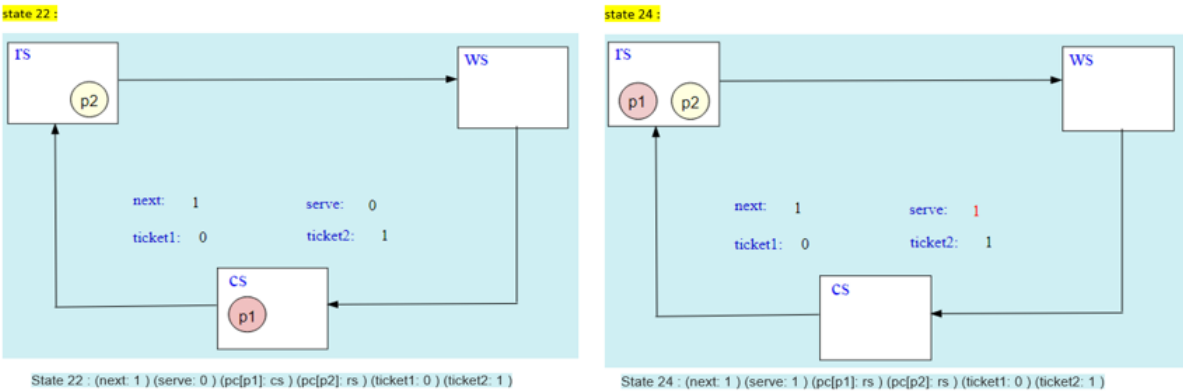 state 22 :
rs
p2
ws
next: 1
serve: 0
ticket1: 0
ticket2: 1
cs
p1
State 22 : (next: 1 ) (serve: 0 ) (pc[p1]: cs ) (pc[p2]: rs ) (ticket1: 0 ) (ticket2: 1 )
state 24 :
rs
p1 p2
ws
next: 1
serve: 1
ticket1: 0
ticket2: 1
cs
State 24 : (next: 1 ) (serve: 1 ) (pc[p1]: rs ) (pc[p2]: rs ) (ticket1: 0 ) (ticket2: 1 )